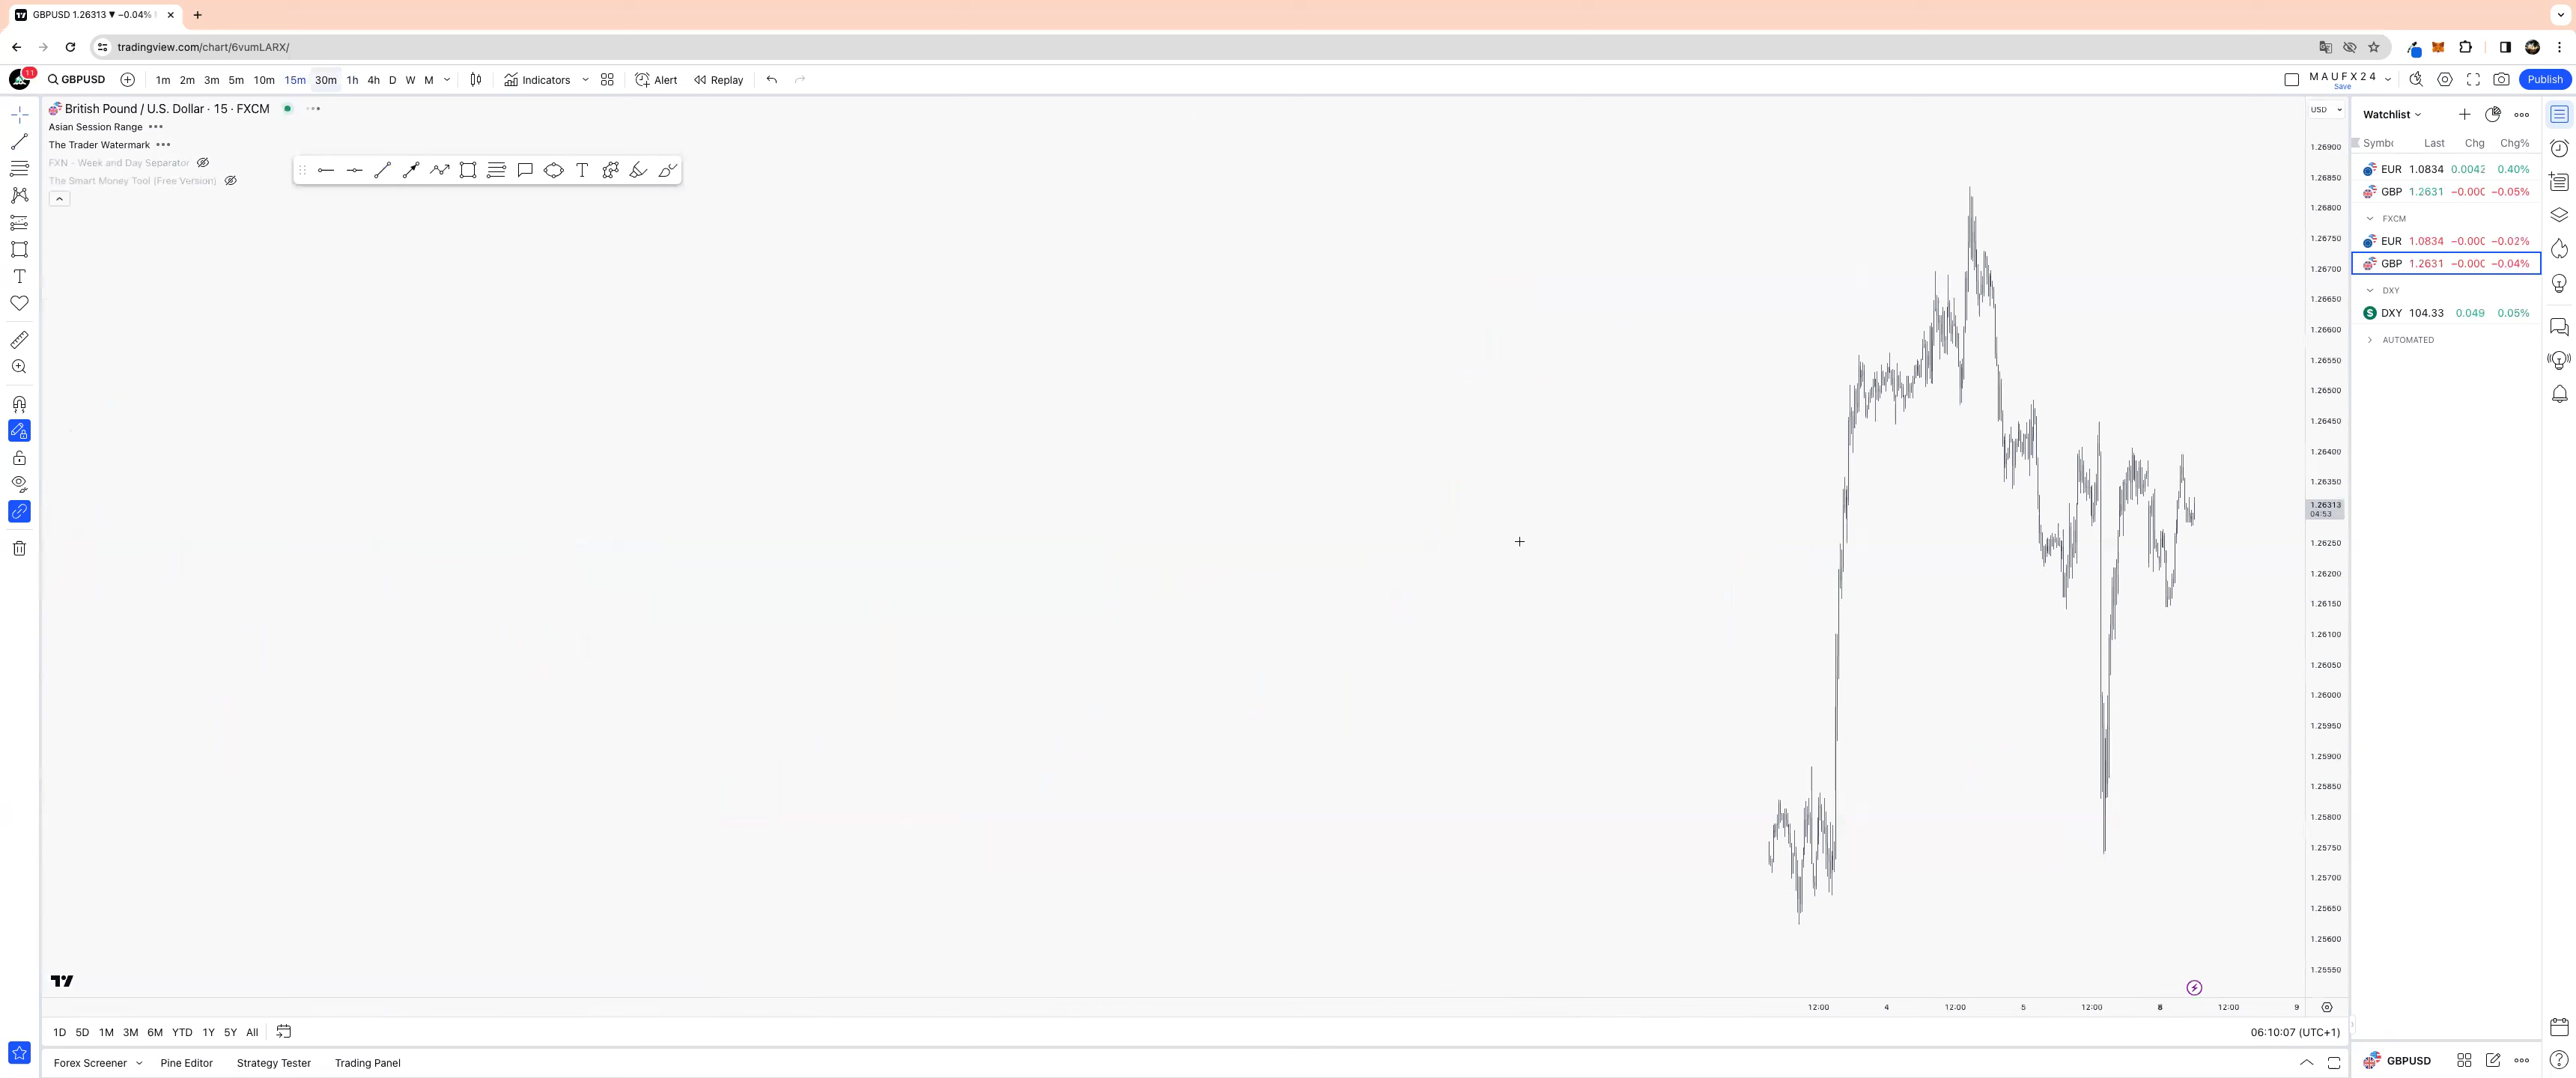 GBPUSD 1.26313 ▼ −0.04%
tradingview.com/chart/6vumLARX/
11
GBPUSD 1m 2m 3m 5m 10m 15m 30m 1h 4h D W M Indicators Alert Replay MAUFX24 Save Publish
British Pound / U.S. Dollar · 15 · FXCM
Asian Session Range
The Trader Watermark
FXN - Week and Day Separator
The Smart Money Tool (Free Version)
USD
1.26900
1.26850
1.26800
1.26750
1.26700
1.26650
1.26600
1.26550
1.26500
1.26450
1.26400
1.26350
1.26313
04:53
1.26250
1.26200
1.26150
1.26100
1.26050
1.26000
1.25950
1.25900
1.25850
1.25800
1.25750
1.25700
1.25650
1.25600
1.25550
12:00 4 12:00 5 12:00 8 12:00 9
Watchlist
Symbo Last Chg Chg%
EUR 1.0834 0.0042 0.40%
GBP 1.2631 −0.000 −0.05%
FXCM
EUR 1.0834 −0.000 −0.02%
GBP 1.2631 −0.000 −0.04%
DXY
DXY 104.33 0.049 0.05%
AUTOMATED
1D 5D 1M 3M 6M YTD 1Y 5Y All 06:10:07 (UTC+1)
Forex Screener Pine Editor Strategy Tester Trading Panel
GBPUSD